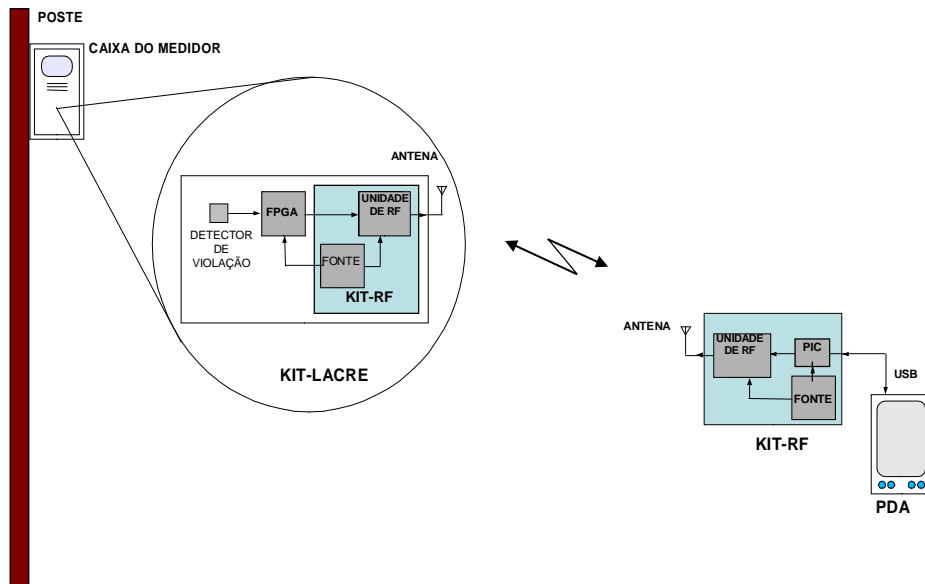 POSTE
CAIXA DO MEDIDOR
ANTENA
UNIDADE
DE RF
FPGA
DETECTOR
DE
VIOLAÇÃO
FONTE
KIT-RF
KIT-LACRE
ANTENA
UNIDADE
DE RF
PIC
USB
FONTE
KIT-RF
PDA